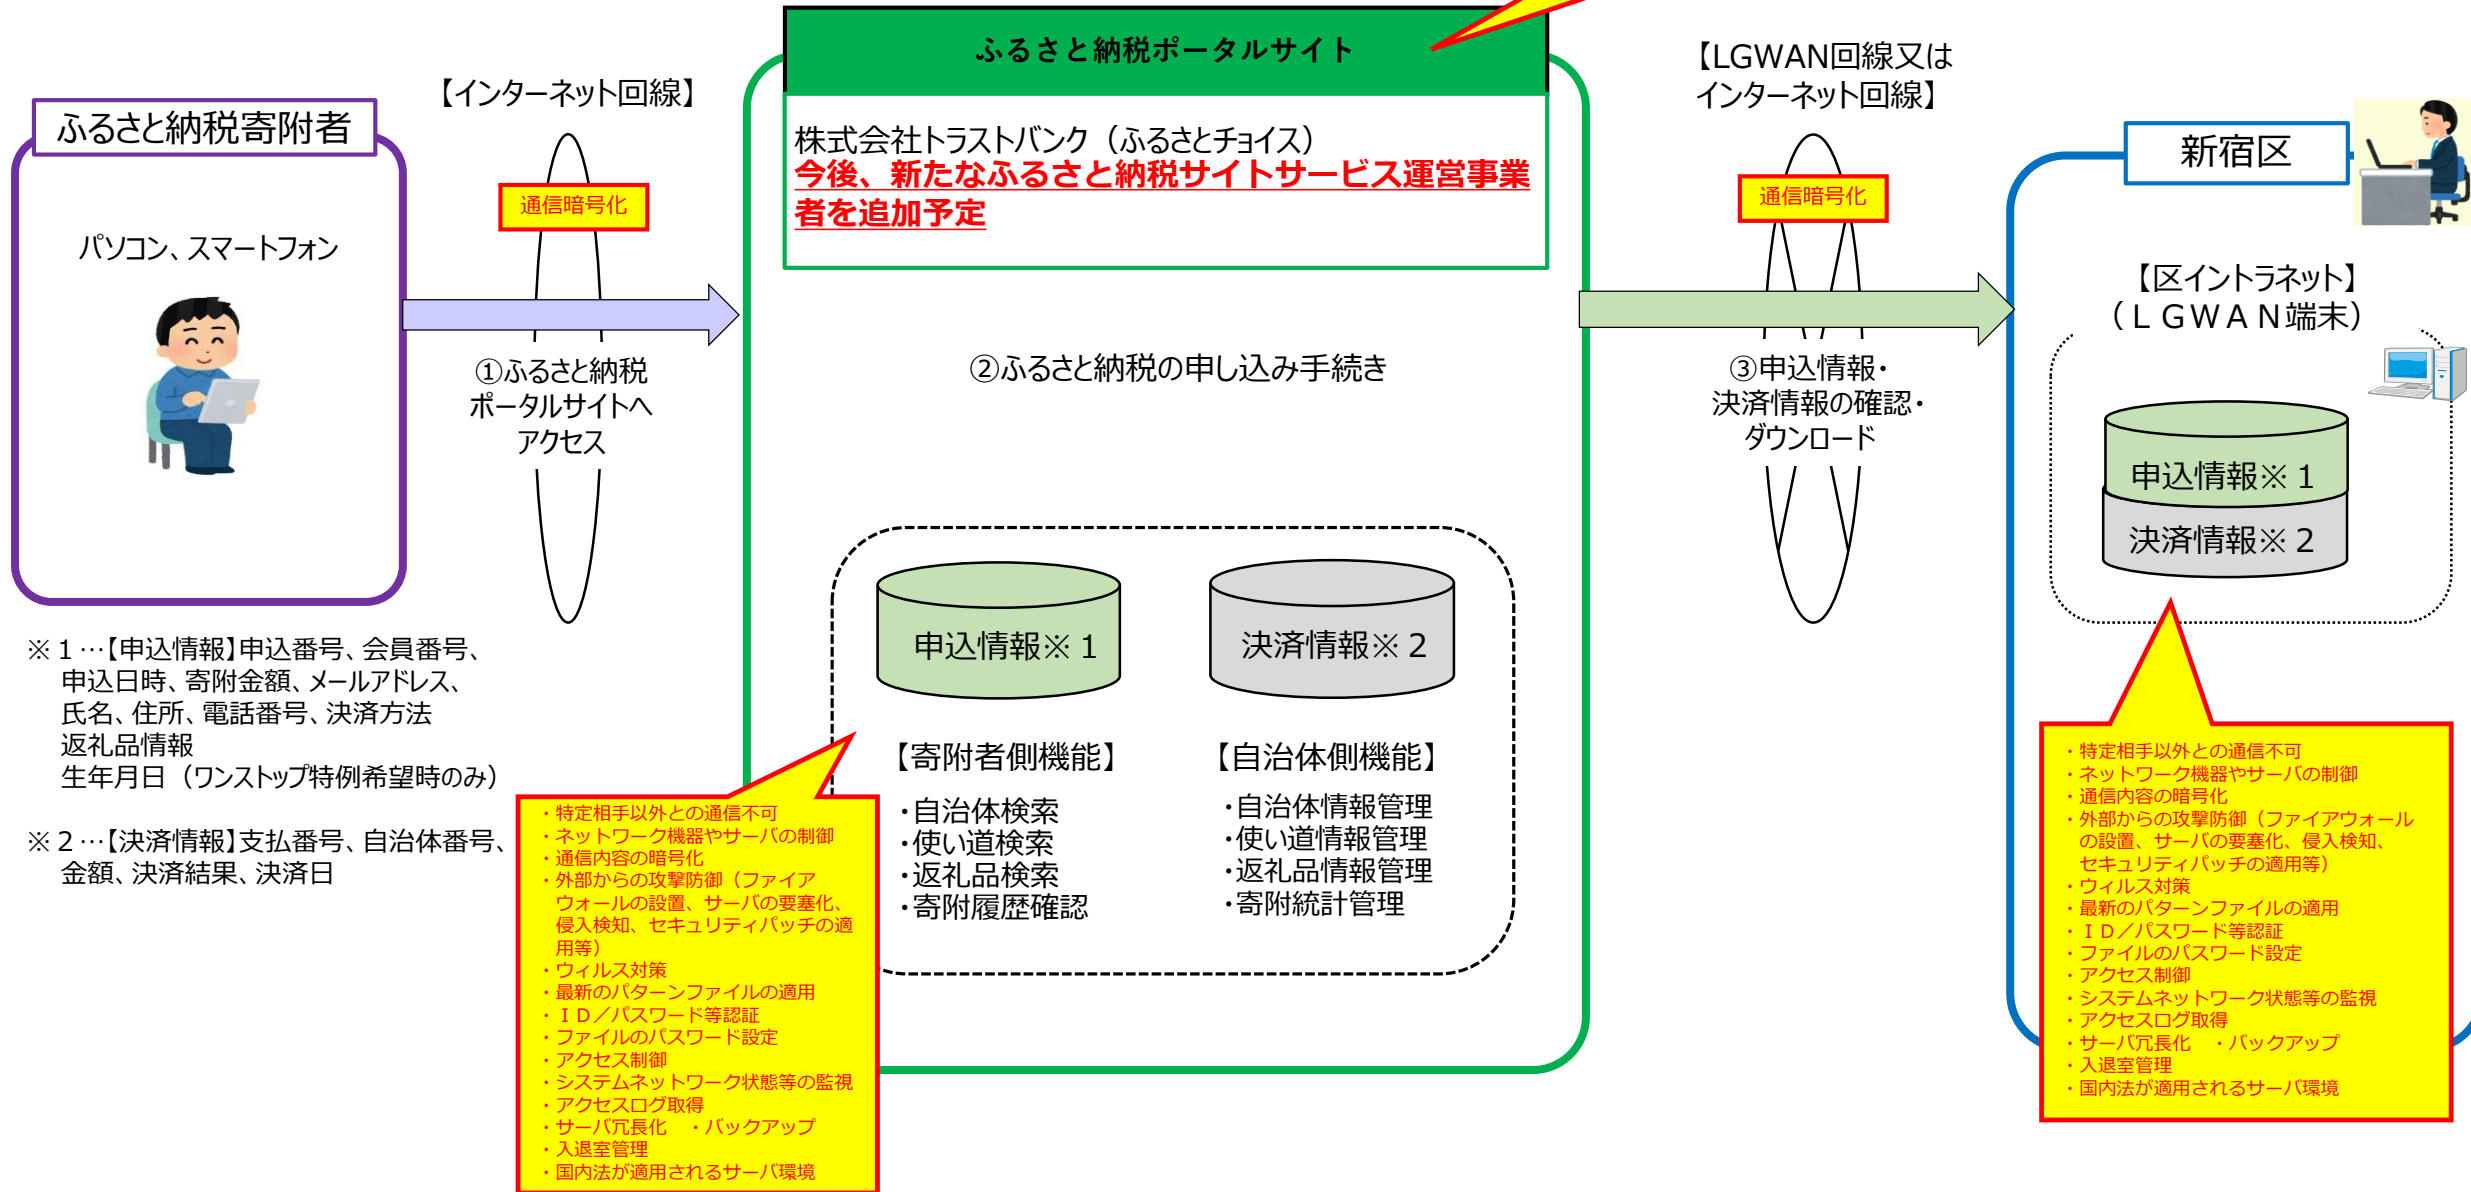 ふるさと納税寄附者
パソコン、スマートフォン
【インターネット回線】
通信暗号化
①ふるさと納税
ポータルサイトへ
アクセス
ふるさと納税ポータルサイト
株式会社トラストバンク（ふるさとチョイス）
今後、新たなふるさと納税サイトサービス運営事業
者を追加予定
②ふるさと納税の申し込み手続き
申込情報※１
決済情報※２
【寄附者側機能】
・自治体検索
・使い道検索
・返礼品検索
・寄附履歴確認
【自治体側機能】
・自治体情報管理
・使い道情報管理
・返礼品情報管理
・寄附統計管理
【LGWAN回線又は
インターネット回線】
通信暗号化
③申込情報・
決済情報の確認・
ダウンロード
新宿区
【区イントラネット】
（ＬＧＷＡＮ端末）
申込情報※１
決済情報※２
※１…【申込情報】申込番号、会員番号、
申込日時、寄附金額、メールアドレス、
氏名、住所、電話番号、決済方法
返礼品情報
生年月日（ワンストップ特例希望時のみ）
※２…【決済情報】支払番号、自治体番号、
金額、決済結果、決済日
・特定相手以外との通信不可
・ネットワーク機器やサーバの制御
・通信内容の暗号化
・外部からの攻撃防御（ファイア
ウォールの設置、サーバの要塞化、
侵入検知、セキュリティパッチの適
用等）
・ウィルス対策
・最新のパターンファイルの適用
・ＩＤ／パスワード等認証
・ファイルのパスワード設定
・アクセス制御
・システムネットワーク状態等の監視
・アクセスログ取得
・サーバ冗長化　・バックアップ
・入退室管理
・国内法が適用されるサーバ環境
・特定相手以外との通信不可
・ネットワーク機器やサーバの制御
・通信内容の暗号化
・外部からの攻撃防御（ファイアウォール
の設置、サーバの要塞化、侵入検知、
セキュリティパッチの適用等）
・ウィルス対策
・最新のパターンファイルの適用
・ＩＤ／パスワード等認証
・ファイルのパスワード設定
・アクセス制御
・システムネットワーク状態等の監視
・アクセスログ取得
・サーバ冗長化　・バックアップ
・入退室管理
・国内法が適用されるサーバ環境